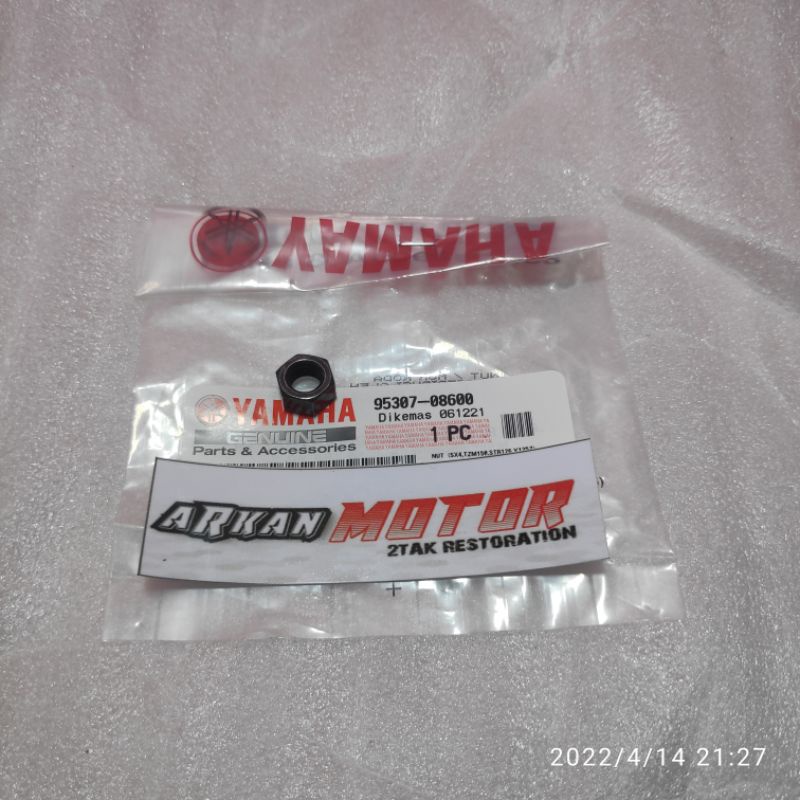 YAMAHA
YAMAHA
GENUINE
Parts & Accessories
95307-08600
Dikemas 061221
1 PC
ARKAN MOTOR
2TAK RESTORATION
2022/4/14 21:27